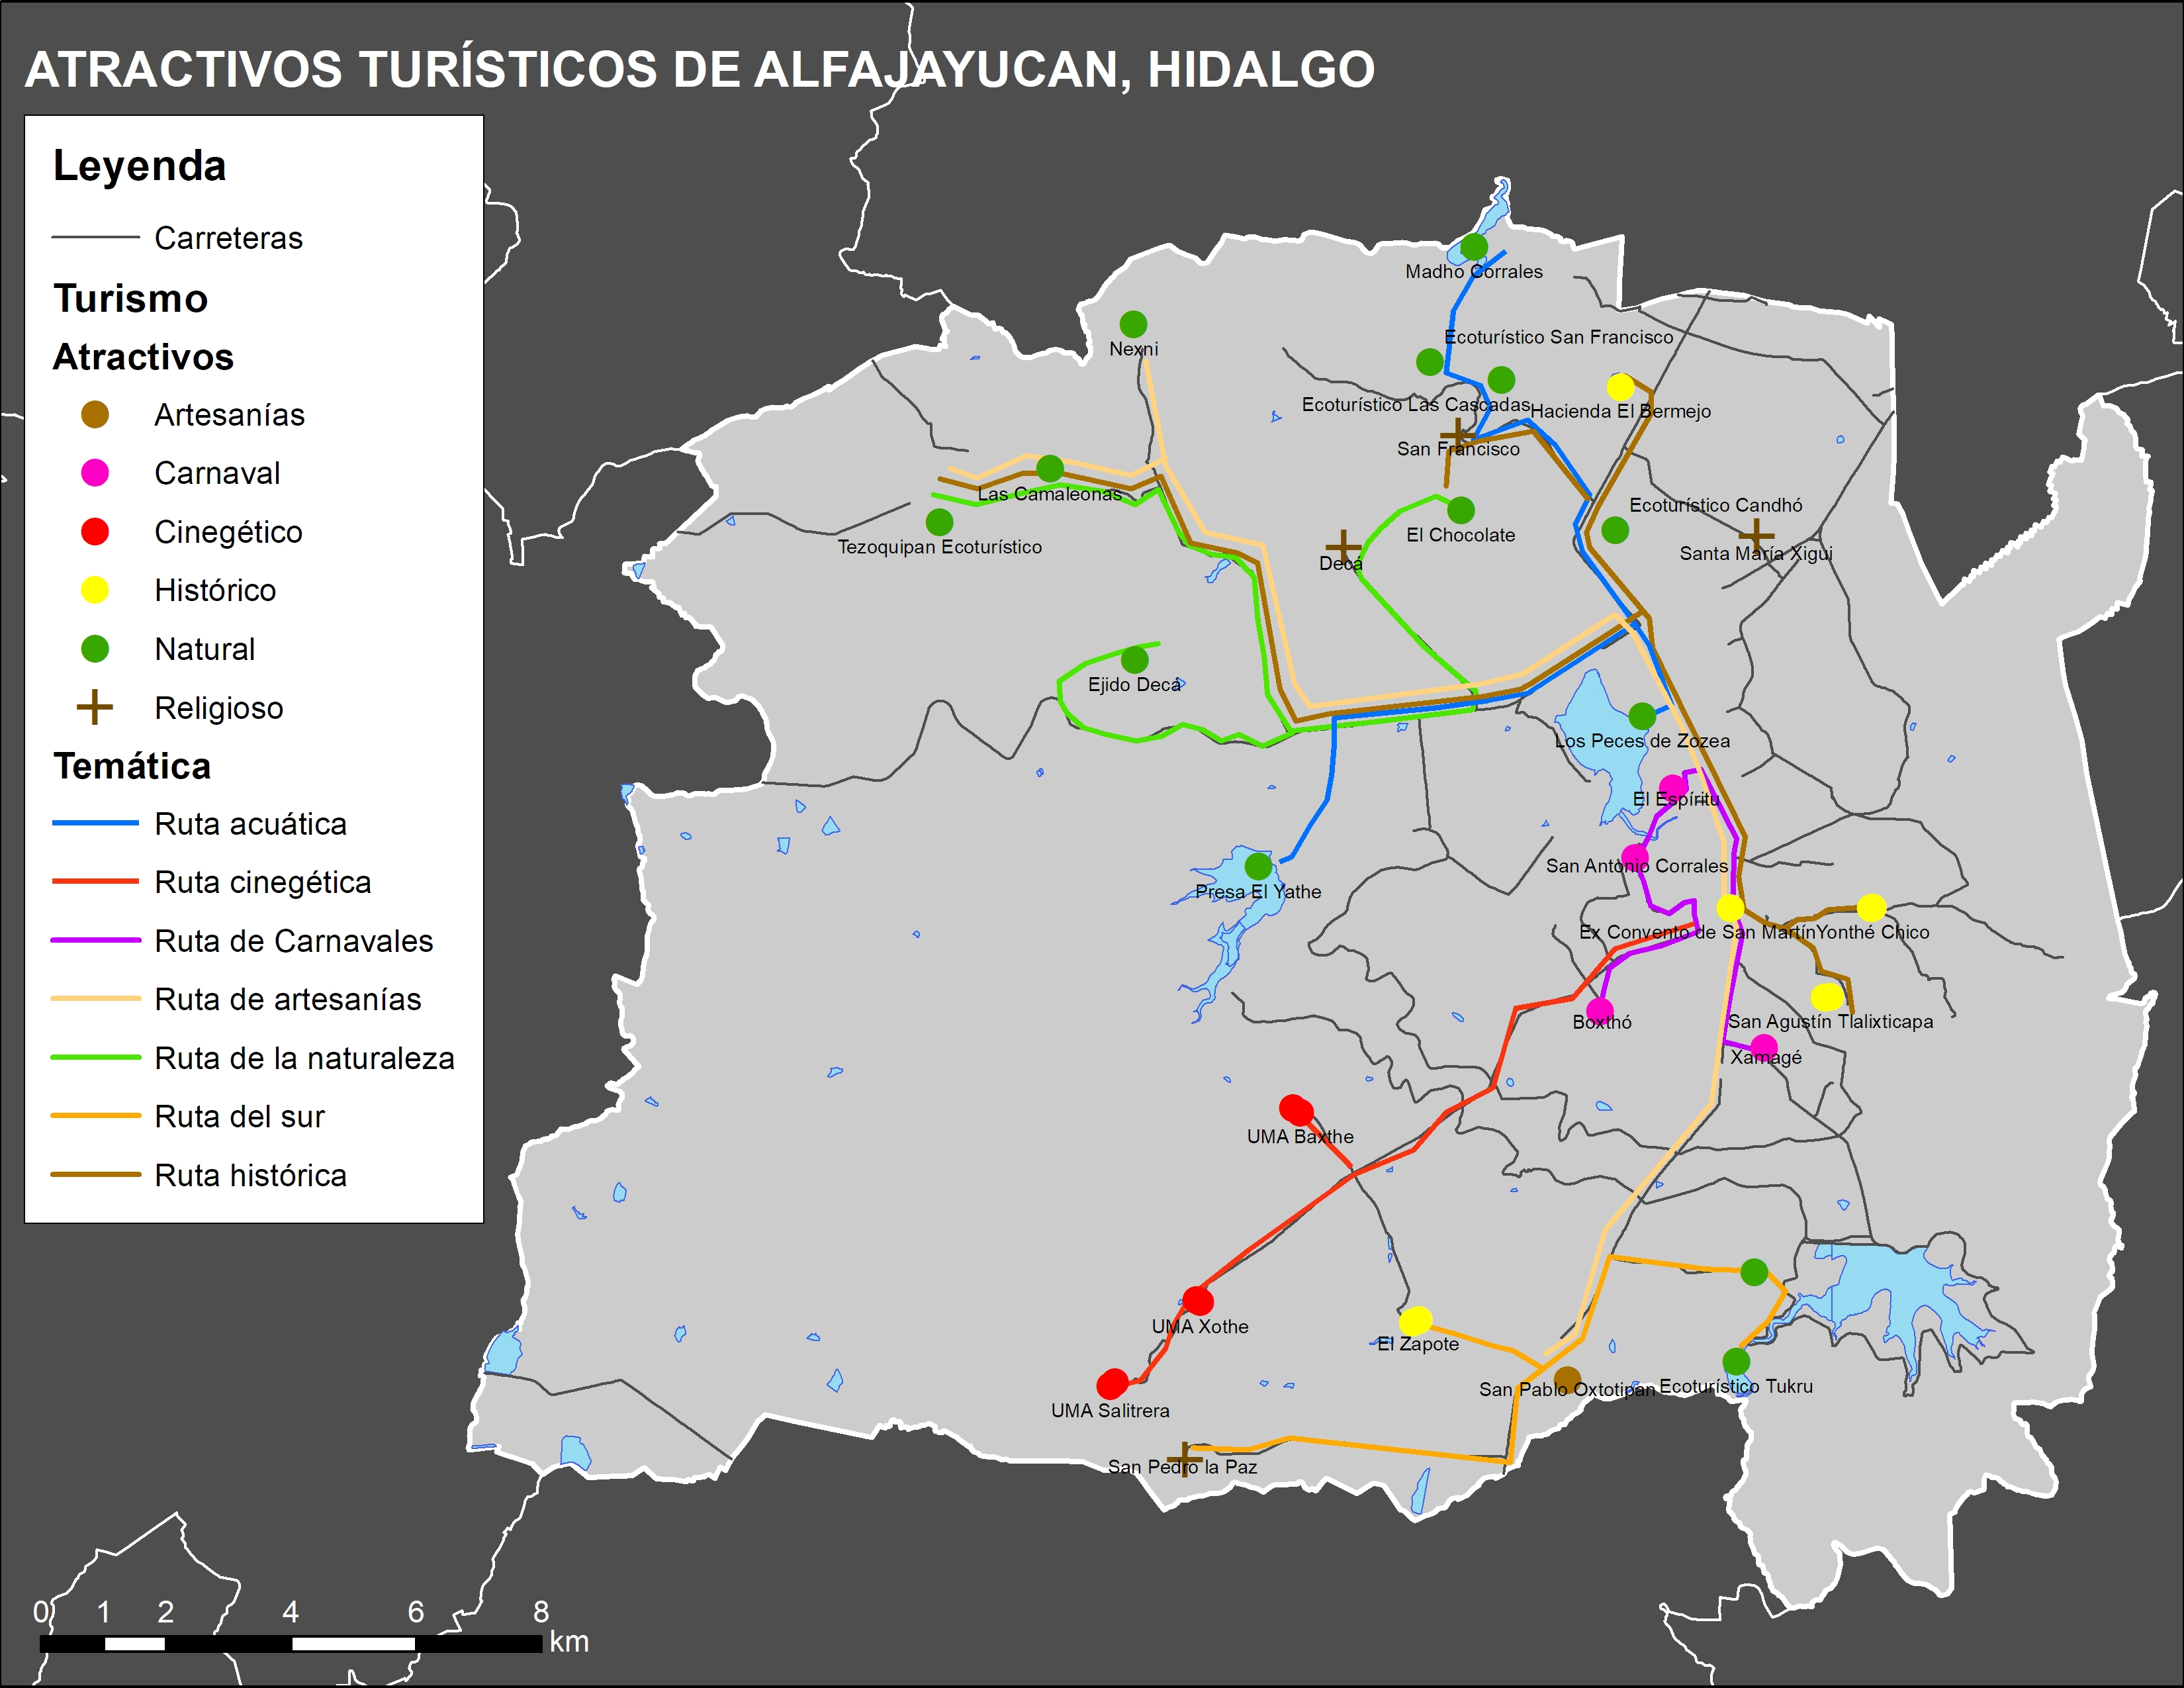 ATRACTIVOS TURÍSTICOS DE ALFAJAYUCAN, HIDALGO
Leyenda
Carreteras
Turismo
Atractivos
Artesanías
Carnaval
Cinegético
Histórico
Natural
Religioso
Temática
Ruta acuática
Ruta cinegética
Ruta de Carnavales
Ruta de artesanías
Ruta de la naturaleza
Ruta del sur
Ruta histórica
Madho Corrales
Ecoturístico San Francisco
Nexni
Ecoturístico Las Cascadas
Hacienda El Bermejo
San Francisco
Las Camaleonas
Ecoturístico Candhó
El Chocolate
Tezoquipan Ecoturístico
Santa María Xigui
Decá
Ejido Decá
Los Peces de Zozea
El Espíritu
San Antonio Corrales
Presa El Yathe
Ex Convento de San Martín
Yonthé Chico
Boxthó
San Agustín Tlalixticapa
Xamagé
UMA Baxthe
UMA Xothe
El Zapote
San Pablo Oxtotipan
Ecoturístico Tukru
UMA Salitrera
San Pedro la Paz
0 1 2 4 6 8
km